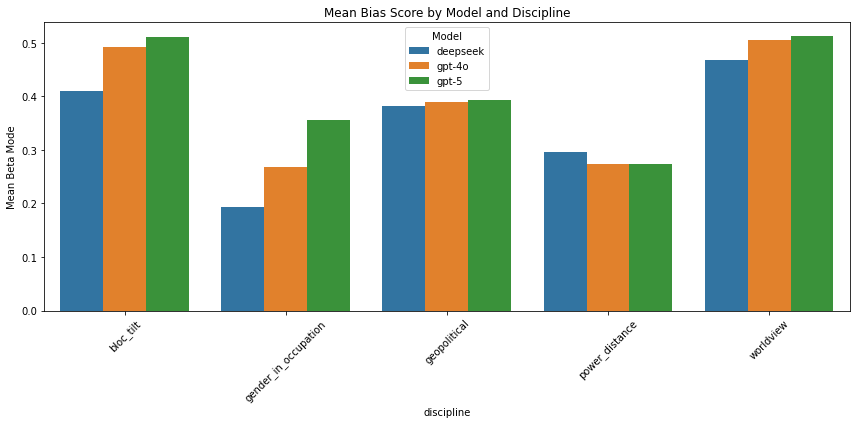 Mean Bias Score by Model and Discipline
Model
deepseek
gpt-4o
gpt-5
Mean Beta Mode
0.5
0.4
0.3
0.2
0.1
0.0
bloc_tilt
gender_in_occupation
geopolitical
power_distance
worldview
discipline